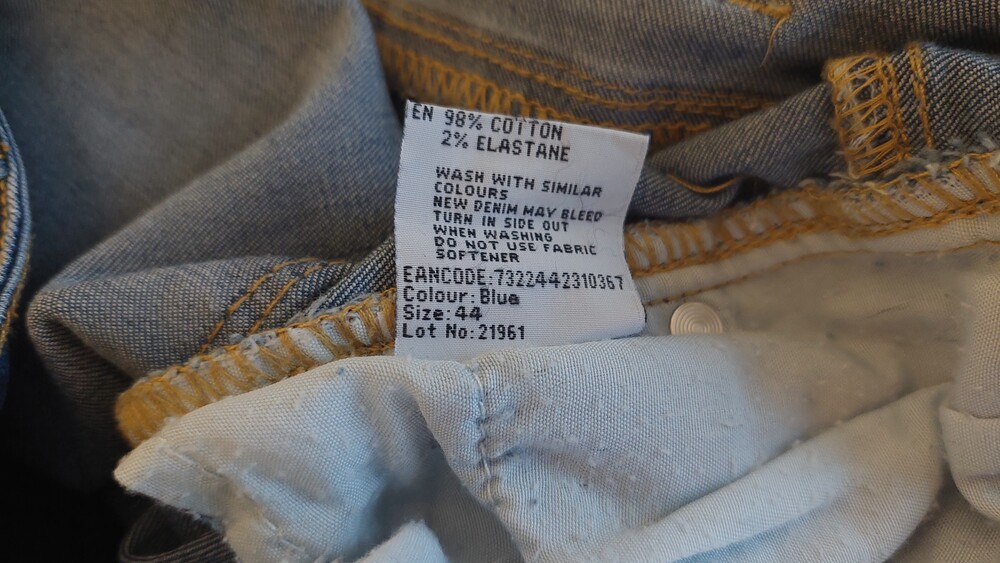 EN 98% COTTON
2% ELASTANE
WASH WITH SIMILAR
COLOURS
NEW DENIM MAY BLEED
TURN IN SIDE OUT
WHEN WASHING
DO NOT USE FABRIC
SOFTENER
EANCODE:7322442310367
Colour: Blue
Size: 44
Lot No: 21961